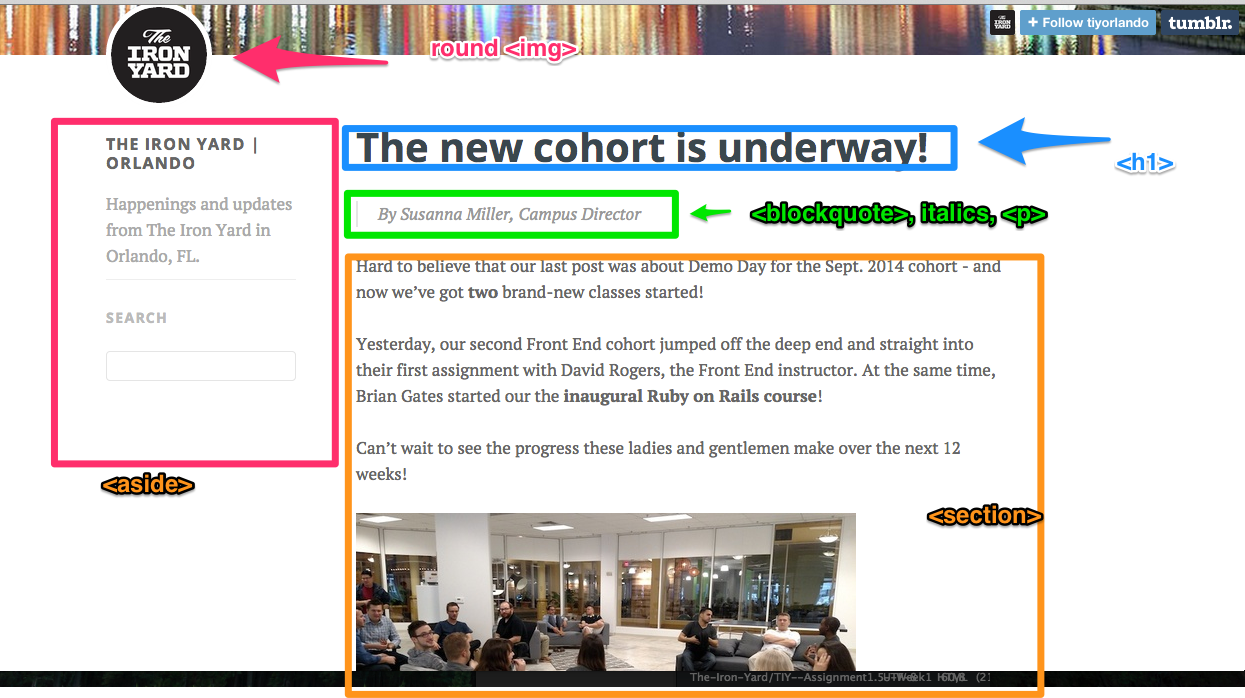 The
IRON
YARD
round <img>
THE
IRON
YARD
+ Follow tiyorlando
tumblr.
THE IRON YARD |
ORLANDO
Happenings and updates
from The Iron Yard in
Orlando, FL.
SEARCH
<aside>
The new cohort is underway!
<h1>
By Susanna Miller, Campus Director
<blockquote>, italics, <p>
Hard to believe that our last post was about Demo Day for the Sept. 2014 cohort - and
now we’ve got two brand-new classes started!
Yesterday, our second Front End cohort jumped off the deep end and straight into
their first assignment with David Rogers, the Front End instructor. At the same time,
Brian Gates started our the inaugural Ruby on Rails course!
Can’t wait to see the progress these ladies and gentlemen make over the next 12
weeks!
<section>
The-Iron-Yard/TIY--Assignment1.5